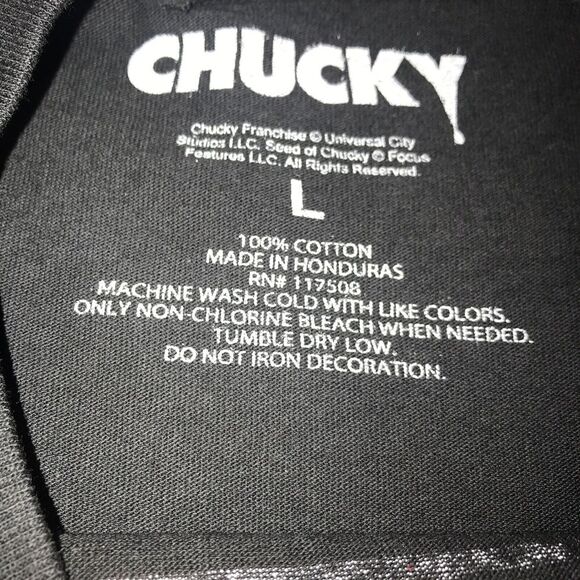 CHUCKY
Chucky Franchise © Universal City
Studios LLC. Seed of Chucky © Focus
Features LLC. All Rights Reserved.
L
100% COTTON
MADE IN HONDURAS
RN# 117508
MACHINE WASH COLD WITH LIKE COLORS.
ONLY NON-CHLORINE BLEACH WHEN NEEDED.
TUMBLE DRY LOW.
DO NOT IRON DECORATION.